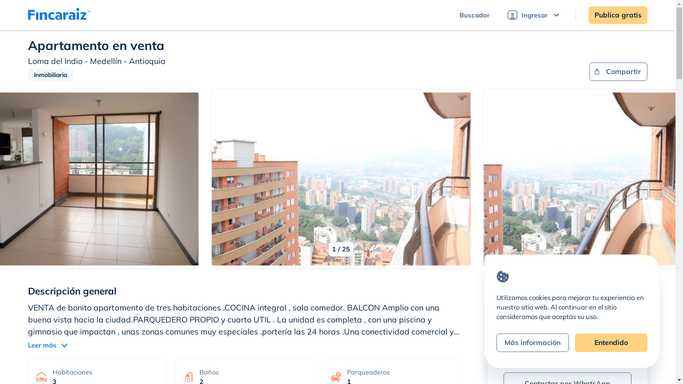 Fincaraiz
Buscador
Ingresar
Publica gratis
Apartamento en venta
Loma del Indio - Medellín - Antioquia
Inmobiliaria
Compartir
1 / 25
Descripción general
VENTA de bonito apartamento de tres habitaciones .COCINA integral , sala comedor. BALCON Amplio con una
buena vista hacia la ciudad.PARQUEDERO PROPIO y cuarto UTIL . La unidad es completa , con una piscina y
gimnasio que impactan , unas zonas comunes muy especiales .portería las 24 horas .Una conectividad comercial y...
Leer más
Habitaciones
3
Baños
2
Parqueaderos
1
Utilizamos cookies para mejorar tu experiencia en
nuestro sitio web. Al continuar en el sitio
consideramos que aceptas su uso.
Más información
Entendido
Contactar por WhatsApp